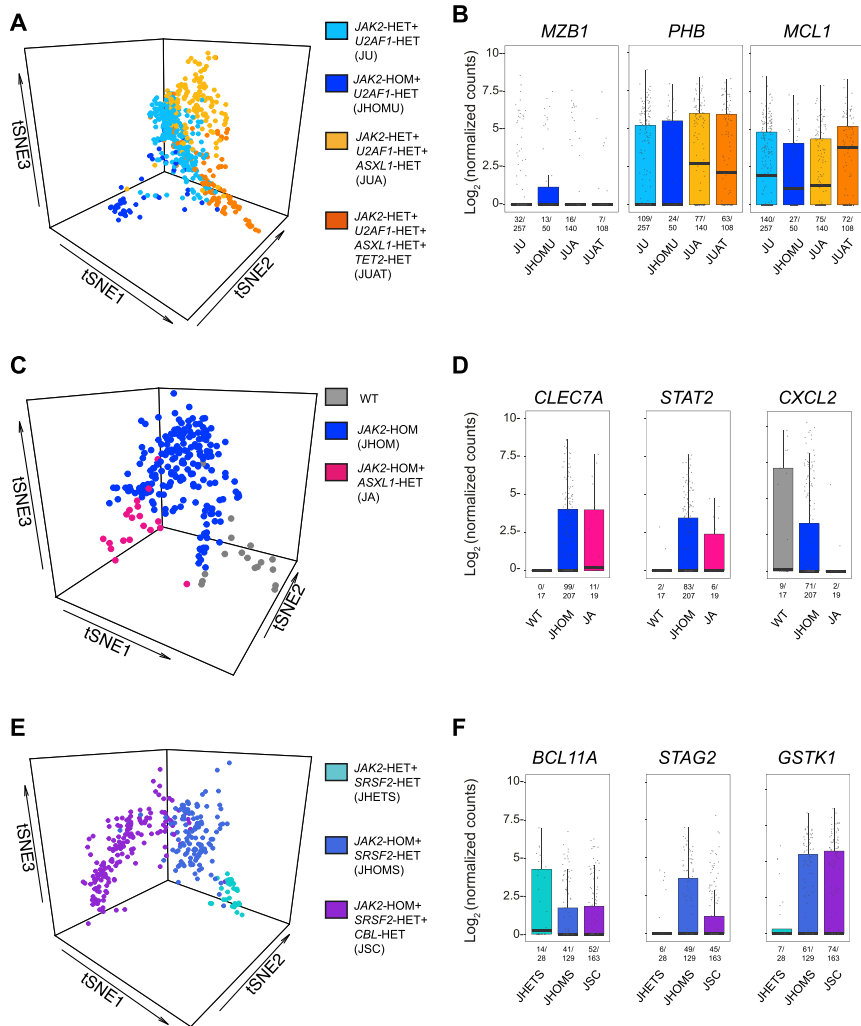 A
tSNE3
tSNE1
tSNE2
JAK2-HET+
U2AF1-HET
(JU)
JAK2-HOM+
U2AF1-HET
(JHOMU)
JAK2-HET+
U2AF1-HET+
ASXL1-HET
(JUA)
JAK2-HET+
U2AF1-HET+
ASXL1-HET+
TET2-HET
(JUAT)
B
MZB1 PHB MCL1
Log2 (normalized counts)
10
7.5
5
2.5
0
32/ 13/ 16/ 7/ 109/ 24/ 77/ 63/ 140/ 27/ 75/ 72/
257 50 140 108 257 50 140 108 257 50 140 108
JU JHOMU JUA JUAT JU JHOMU JUA JUAT JU JHOMU JUA JUAT
C
tSNE3
tSNE1
tSNE2
WT
JAK2-HOM
(JHOM)
JAK2-HOM+
ASXL1-HET
(JA)
D
CLEC7A STAT2 CXCL2
Log2 (normalized counts)
10
7.5
5
2.5
0
0/ 99/ 11/ 2/ 83/ 6/ 9/ 71/ 2/
17 207 19 17 207 19 17 207 19
WT JHOM JA WT JHOM JA WT JHOM JA
E
tSNE3
tSNE1
tSNE2
JAK2-HET+
SRSF2-HET
(JHETS)
JAK2-HOM+
SRSF2-HET
(JHOMS)
JAK2-HOM+
SRSF2-HET+
CBL-HET
(JSC)
F
BCL11A STAG2 GSTK1
Log2 (normalized counts)
10
7.5
5
2.5
0
14/ 41/ 52/ 6/ 49/ 45/ 7/ 61/ 74/
28 129 163 28 129 163 28 129 163
JHETS JHOMS JSC JHETS JHOMS JSC JHETS JHOMS JSC